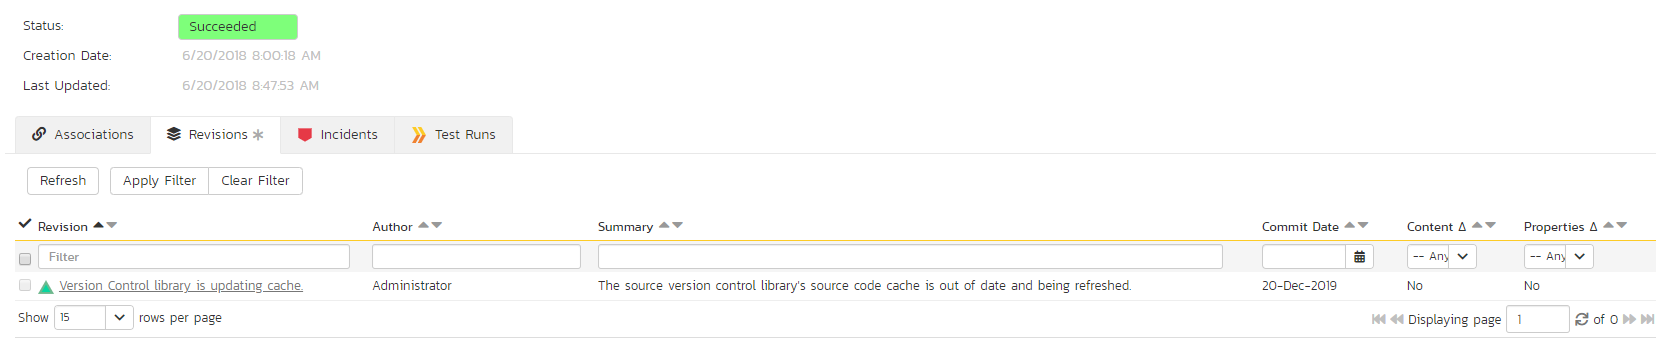 Status: Succeeded
Creation Date: 6/20/2018 8:00:18 AM
Last Updated: 6/20/2018 8:47:53 AM
Associations Revisions Incidents Test Runs
Refresh Apply Filter Clear Filter
Revision Author Summary Commit Date Content Δ Properties Δ
Filter -- Any -- Any
Version Control library is updating cache. Administrator The source version control library's source code cache is out of date and being refreshed. 20-Dec-2019 No No
Show 15 rows per page Displaying page 1 of 0